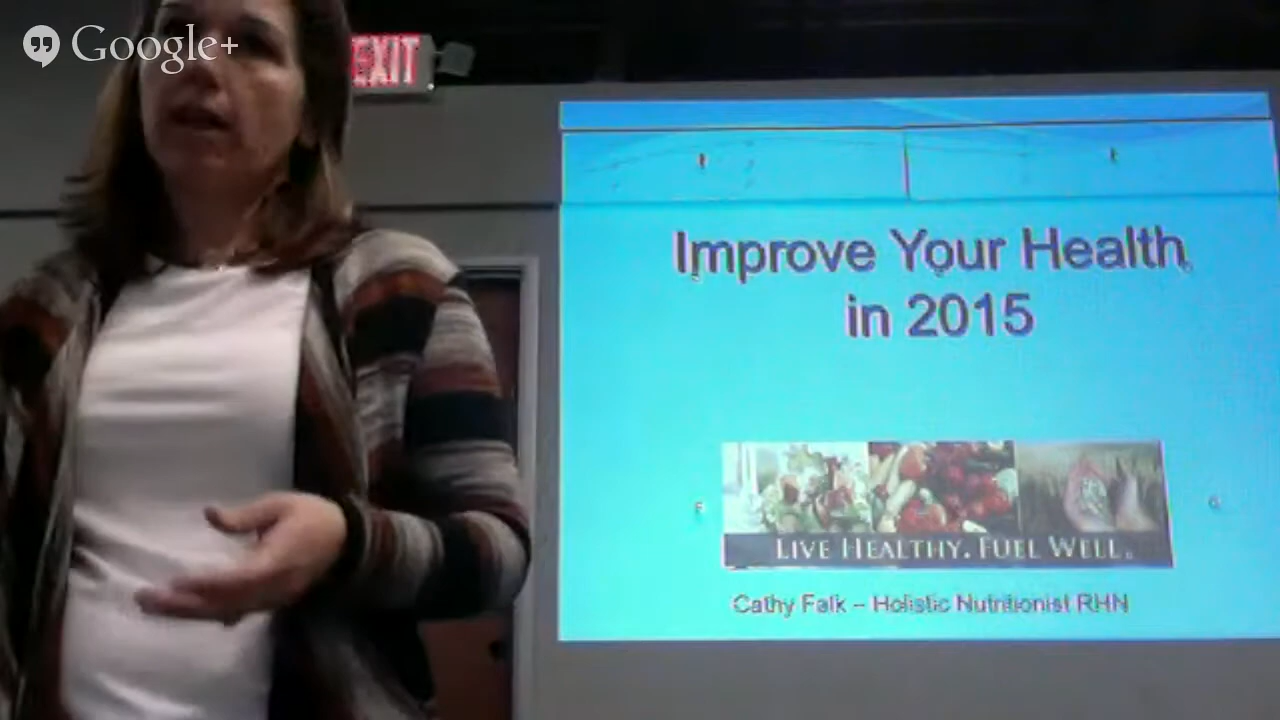 Google+
EXIT
Improve Your Health
in 2015
LIVE HEALTHY. FUEL WELL.
Cathy Falk – Holistic Nutritionist RHN